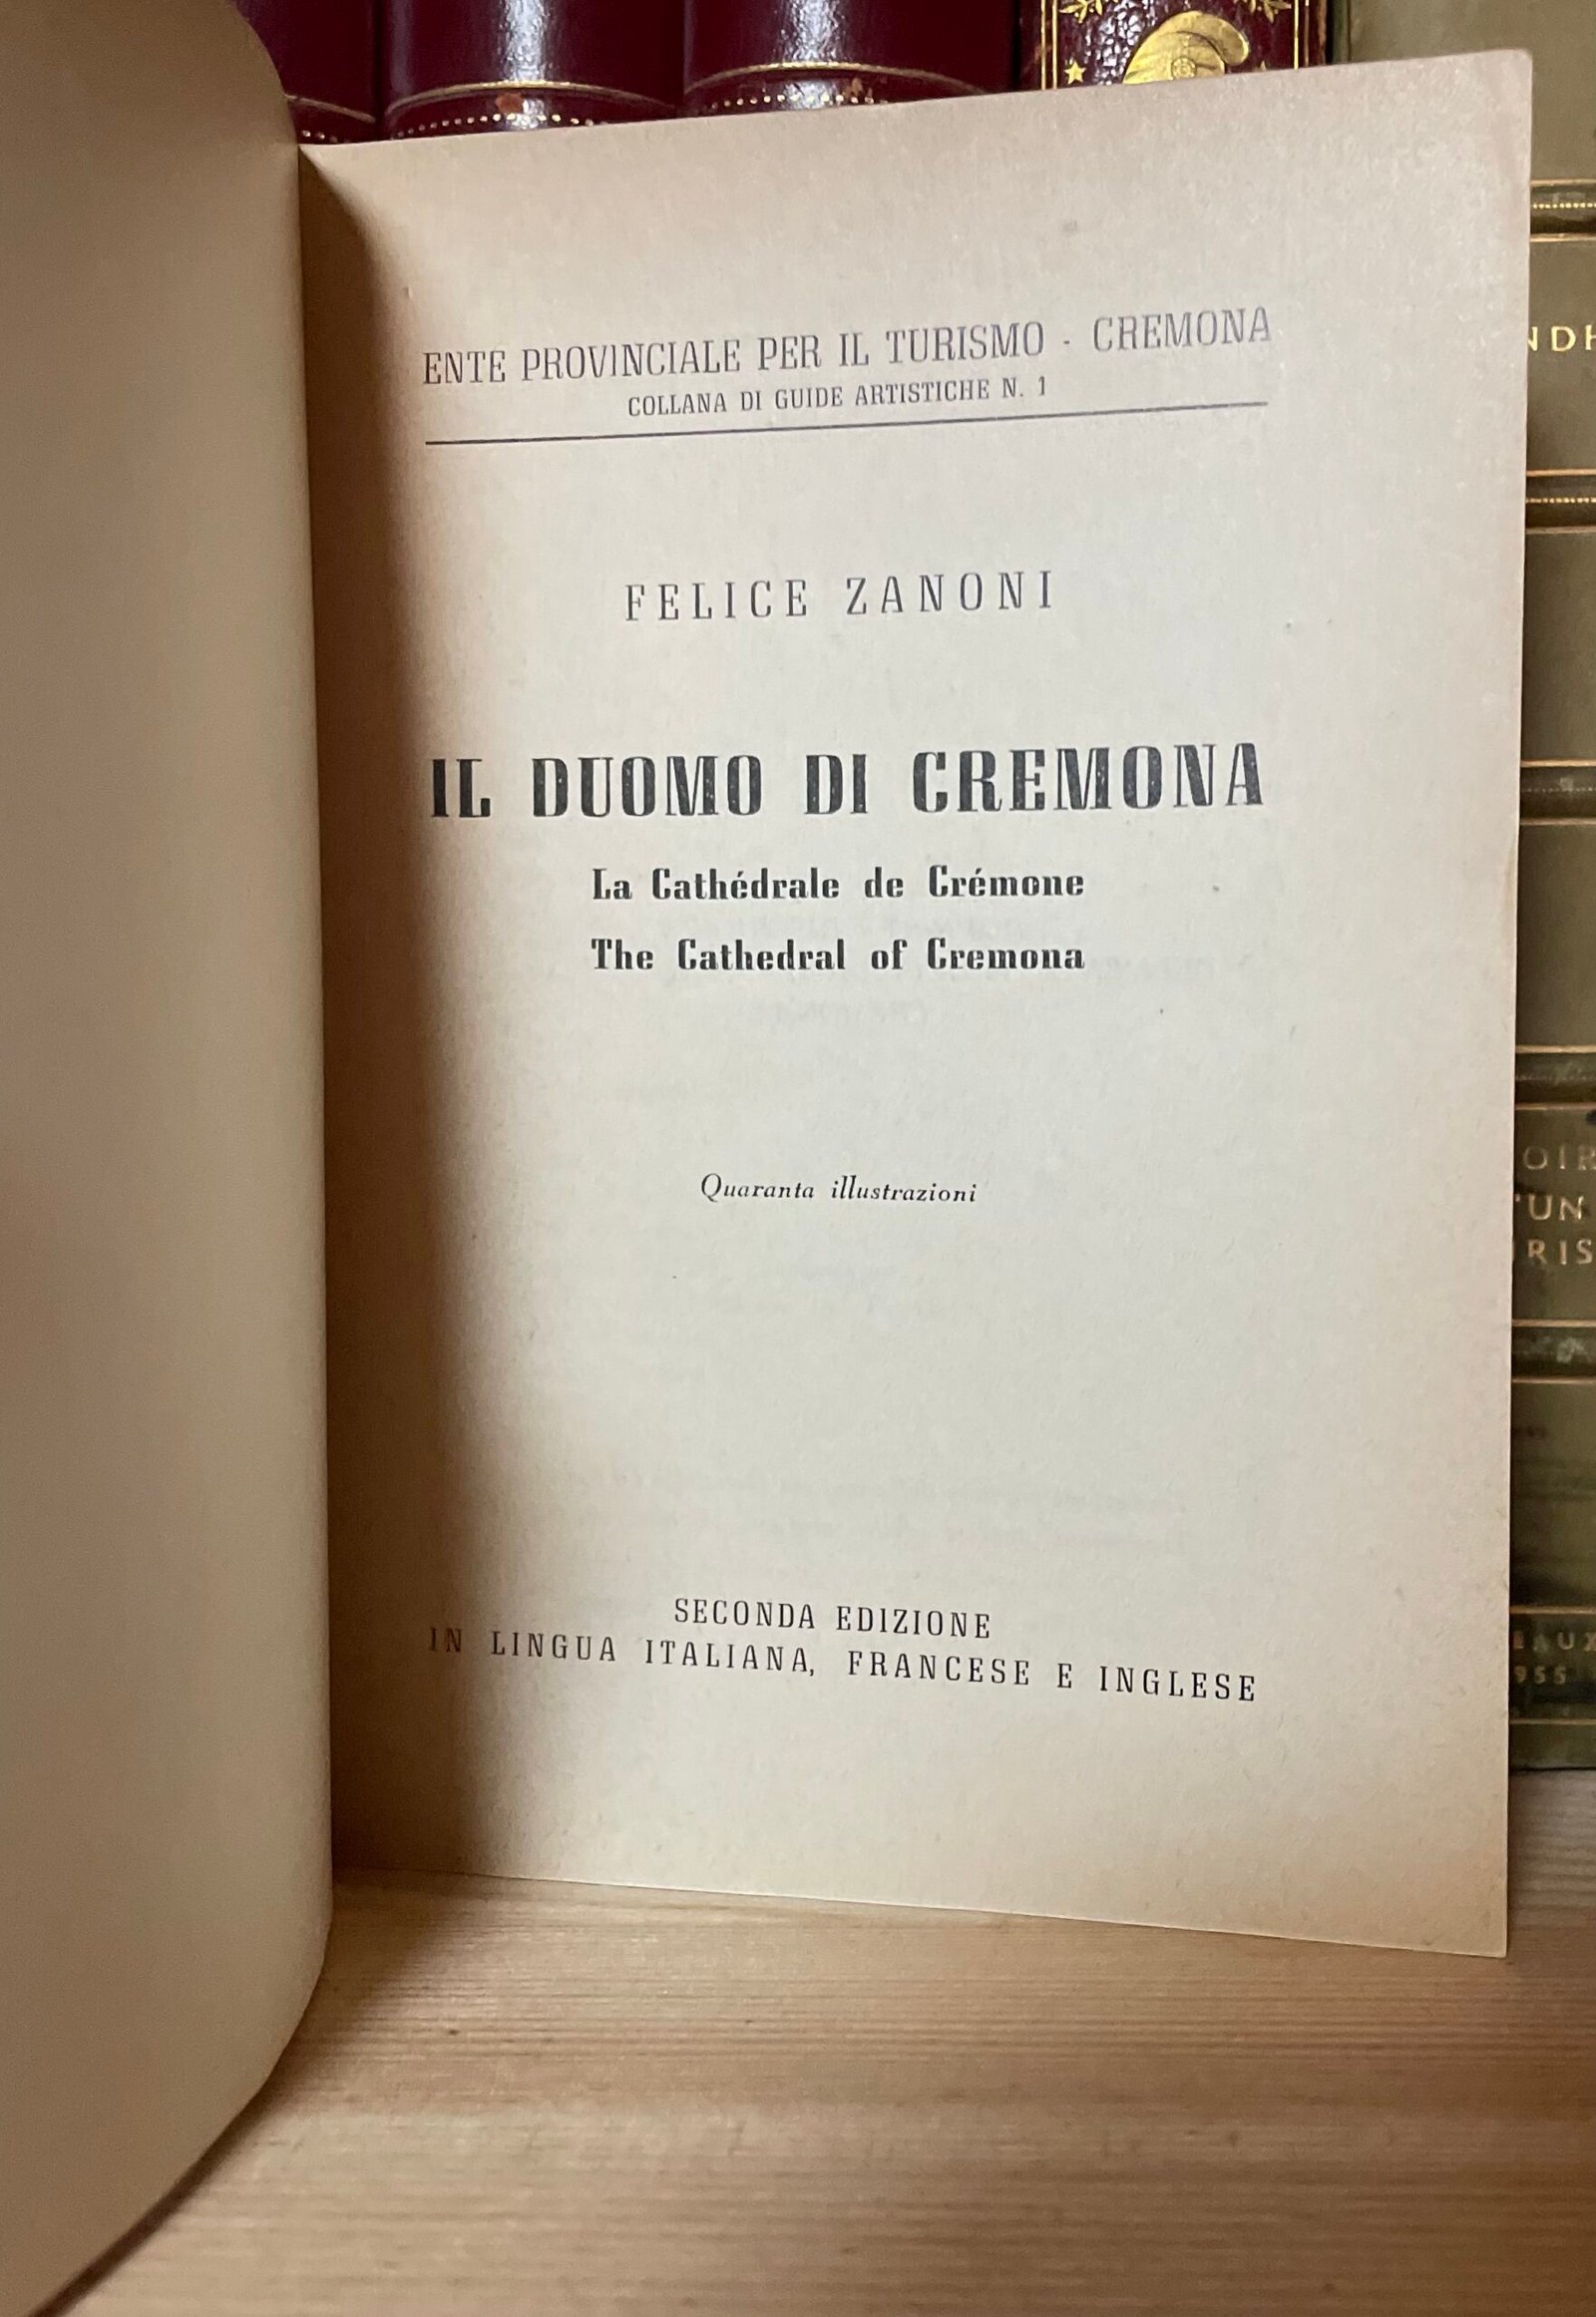 ENTE PROVINCIALE PER IL TURISMO - CREMONA
COLLANA DI GUIDE ARTISTICHE N. 1
FELICE ZANONI
IL DUOMO DI CREMONA
La Cathédrale de Crémone
The Cathedral of Cremona
Quaranta illustrazioni
SECONDA EDIZIONE
IN LINGUA ITALIANA, FRANCESE E INGLESE